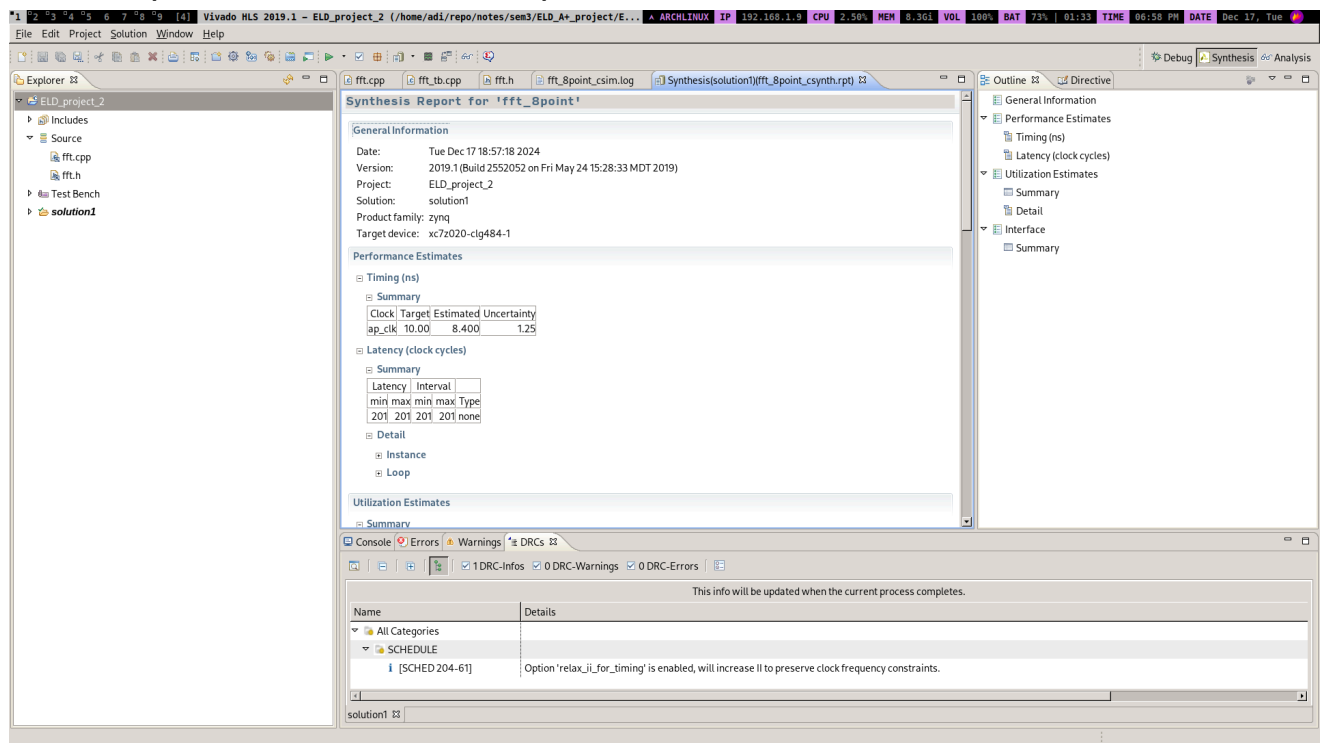 1 2 3 4 5 6 7 8 9 [4] Vivado HLS 2019.1 - ELD_project_2 (/home/adi/repo/notes/sem3/ELD_A+_project/E... ARCHLINUX IP 192.168.1.9 CPU 2.50% MEM 8.3Gi VOL 100% BAT 73% | 01:33 TIME 06:58 PM DATE Dec 17, Tue
File Edit Project Solution Window Help
Debug Synthesis Analysis
Explorer
ELD_project_2
Includes
Source
fft.cpp
fft.h
Test Bench
solution1
fft.cpp fft_tb.cpp fft.h fft_8point_csim.log Synthesis(solution1)(fft_8point_csynth.rpt)
Synthesis Report for 'fft_8point'
General Information
Date: Tue Dec 17 18:57:18 2024
Version: 2019.1 (Build 2552052 on Fri May 24 15:28:33 MDT 2019)
Project: ELD_project_2
Solution: solution1
Product family: zynq
Target device: xc7z020-clg484-1
Performance Estimates
Timing (ns)
Summary
Clock Target Estimated Uncertainty
ap_clk 10.00 8.400 1.25
Latency (clock cycles)
Summary
Latency Interval
min max min max Type
201 201 201 201 none
Detail
Instance
Loop
Utilization Estimates
Summary
Outline Directive
General Information
Performance Estimates
Timing (ns)
Latency (clock cycles)
Utilization Estimates
Summary
Detail
Interface
Summary
Console Errors Warnings DRCs
1 DRC-Infos 0 DRC-Warnings 0 DRC-Errors
This info will be updated when the current process completes.
Name Details
All Categories
SCHEDULE
[SCHED 204-61] Option 'relax_ii_for_timing' is enabled, will increase II to preserve clock frequency constraints.
solution1